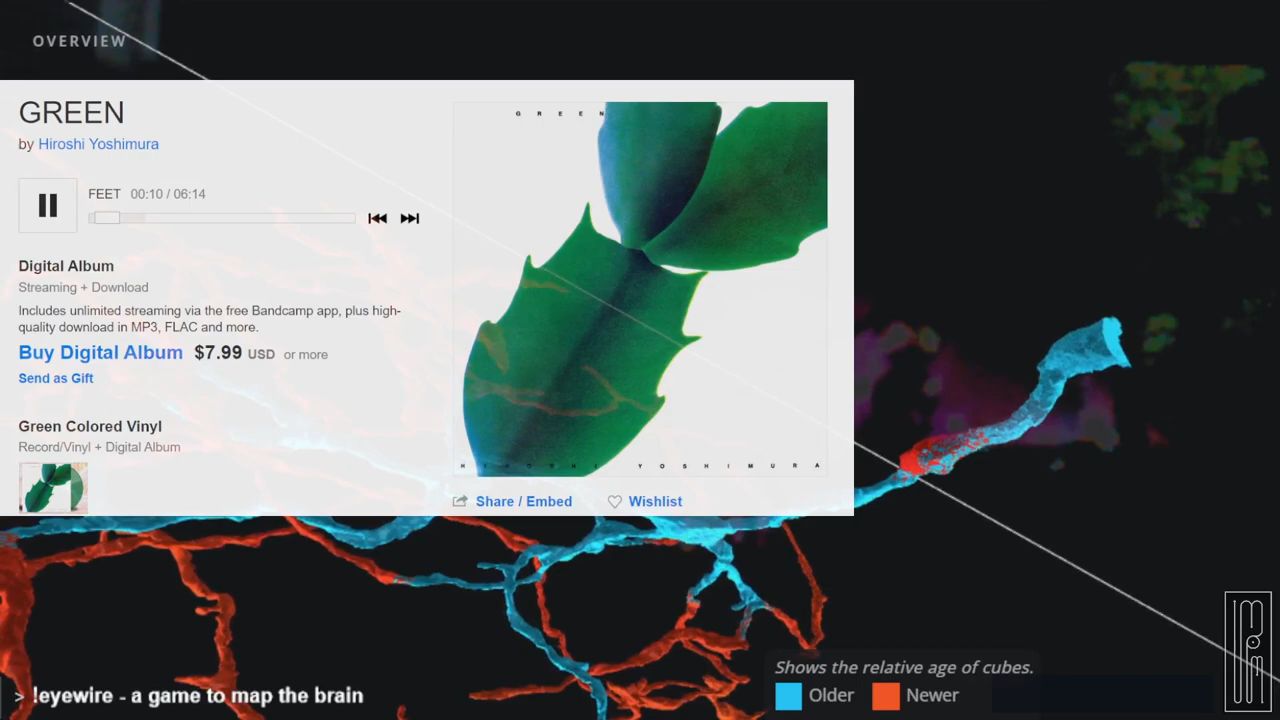 OVERVIEW
GREEN
by Hiroshi Yoshimura
FEET 00:10 / 06:14
Digital Album
Streaming + Download
Includes unlimited streaming via the free Bandcamp app, plus high-
quality download in MP3, FLAC and more.
Buy Digital Album $7.99 USD or more
Send as Gift
Green Colored Vinyl
Record/Vinyl + Digital Album
GREEN
HIROSHI YOSHIMURA
Share / Embed
Wishlist
Shows the relative age of cubes.
Older Newer
> !eyewire - a game to map the brain